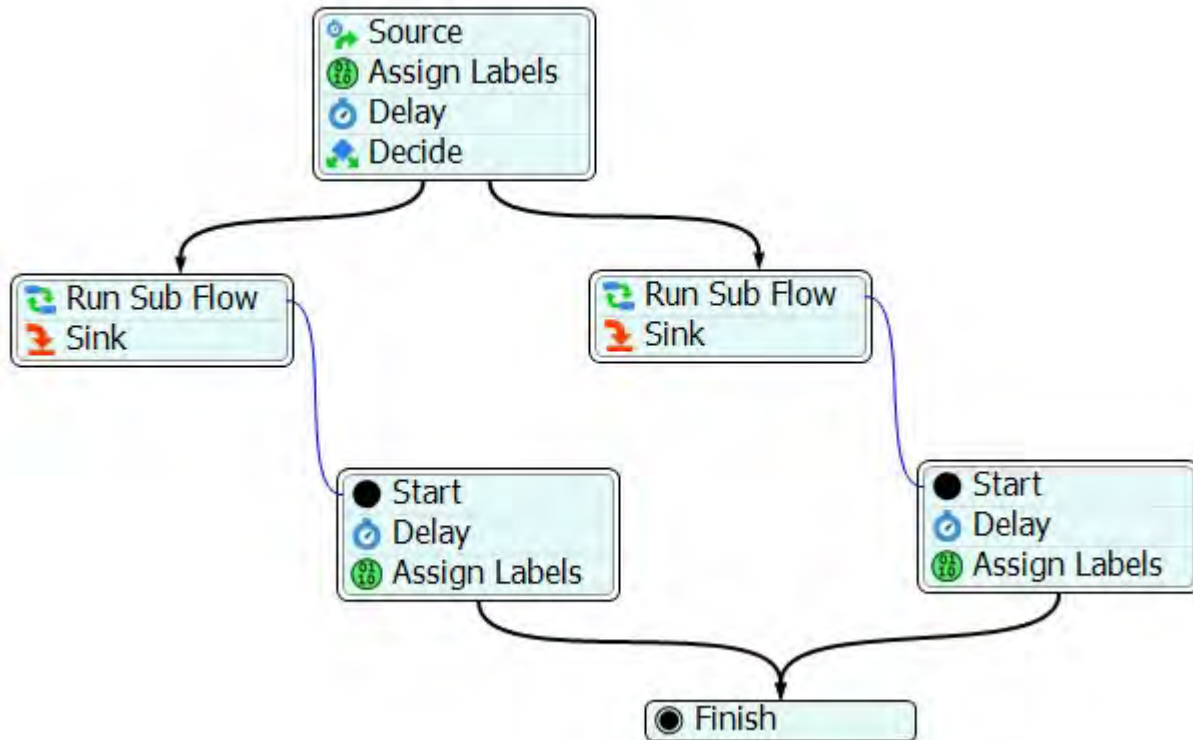 Source
Assign Labels
Delay
Decide
Run Sub Flow
Sink
Run Sub Flow
Sink
Start
Delay
Assign Labels
Start
Delay
Assign Labels
Finish